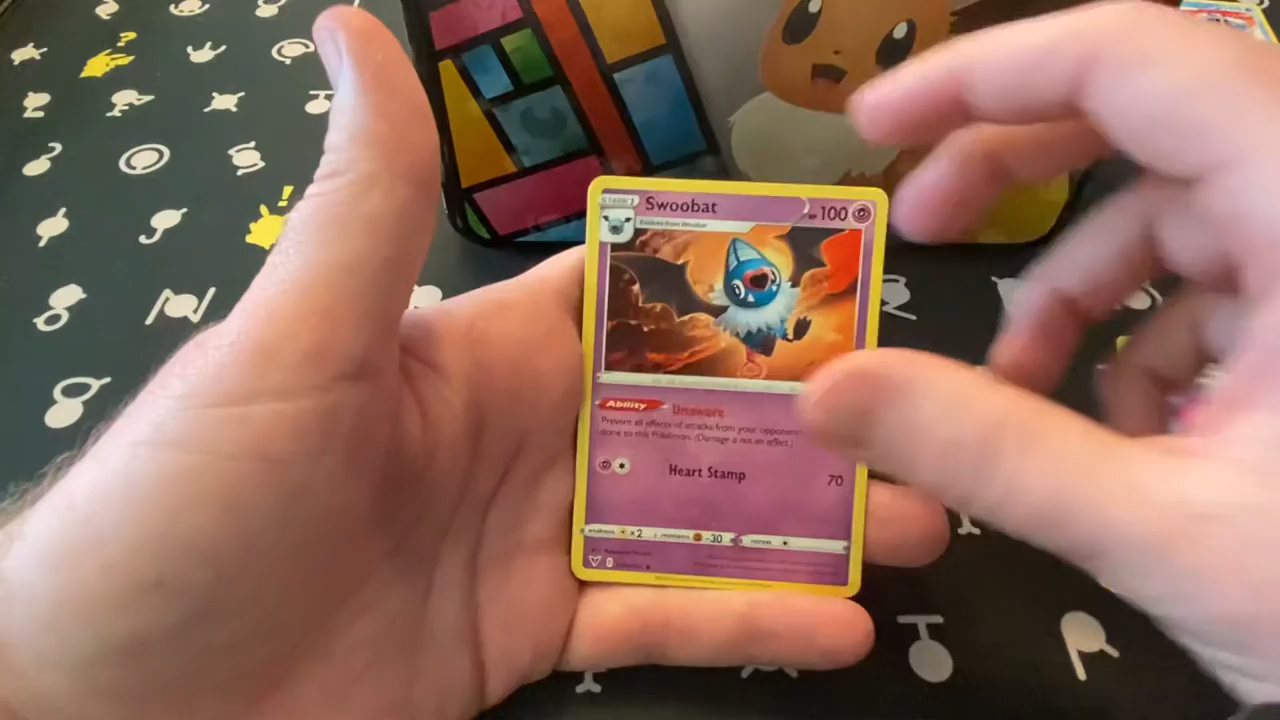 STAGE 1
Swoobat
HP 100
Evolves from Woobat
Ability Unaware
Prevent all effects of attacks from your opponent
done to this Pokémon. (Damage is not an effect.)
Heart Stamp 70
weakness ×2 resistance -30 retreat
?
!